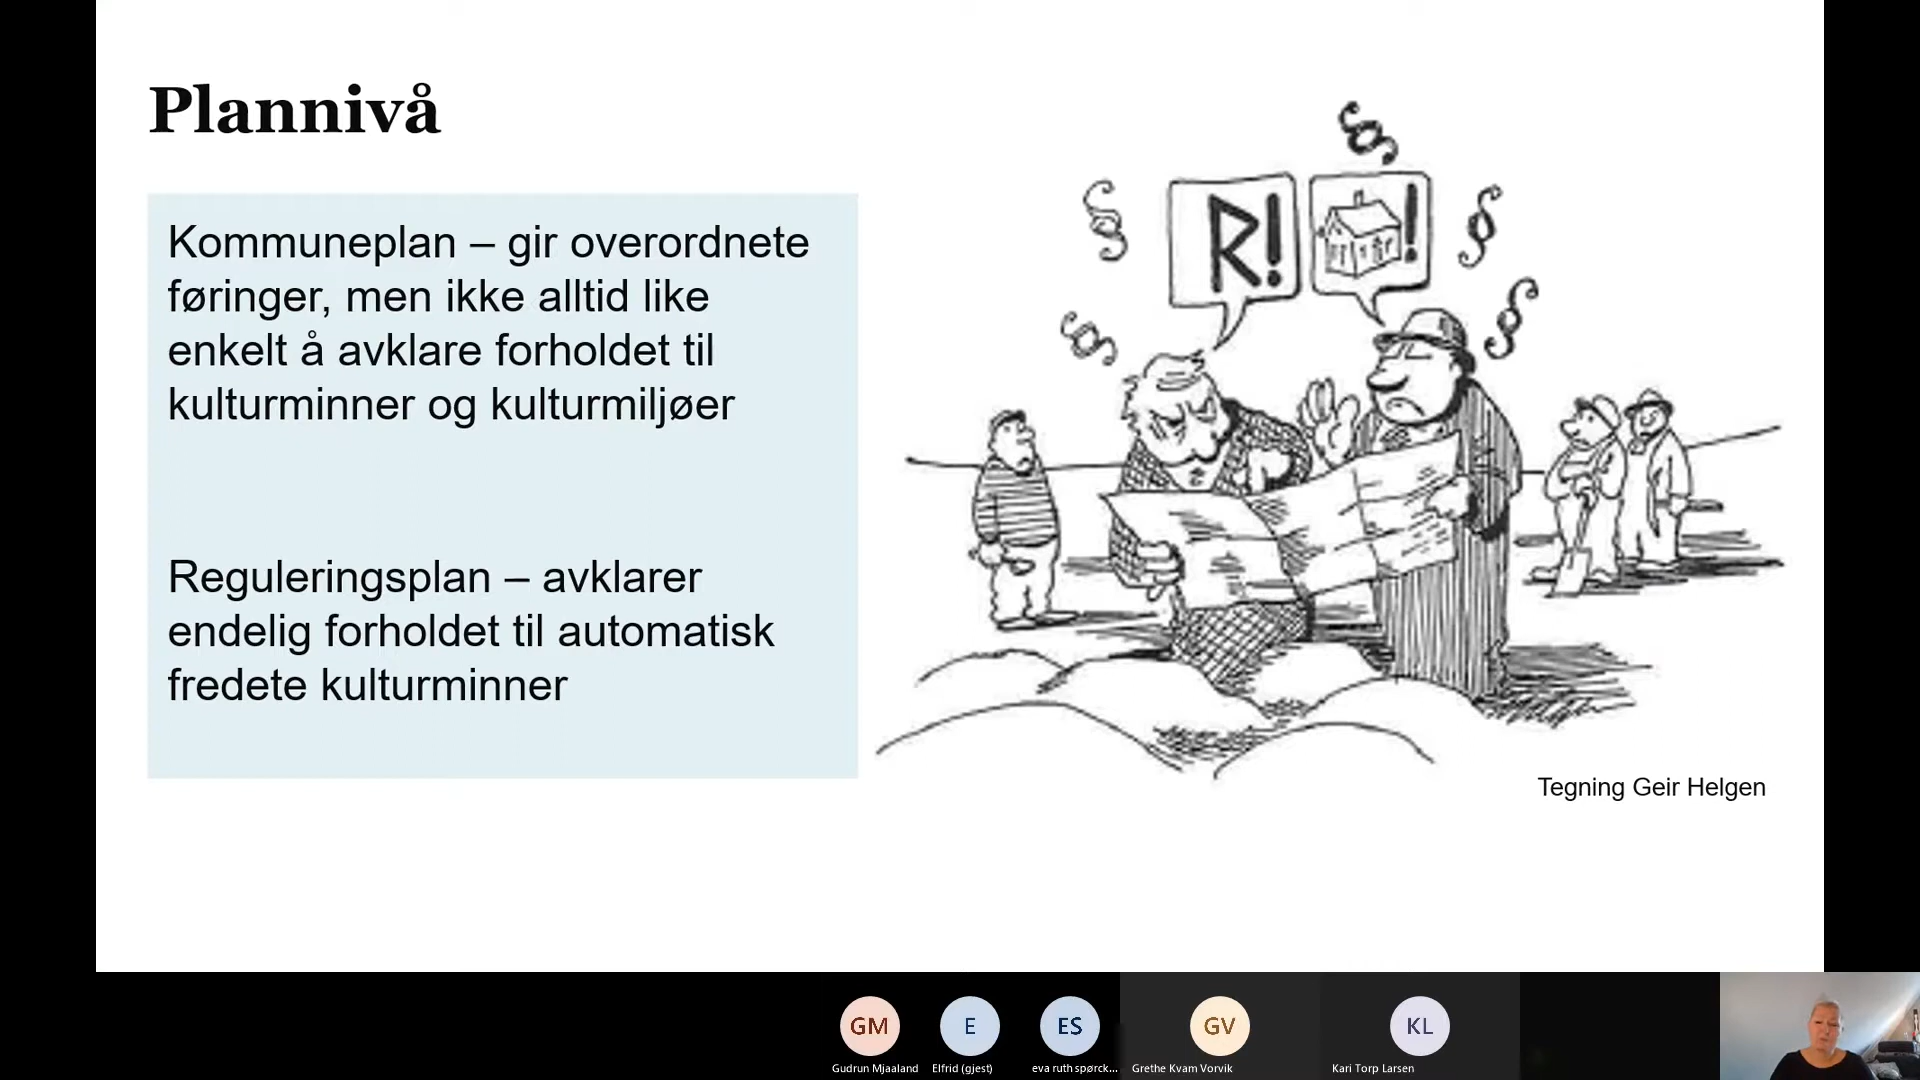 Plannivå
Kommuneplan – gir overordnete
føringer, men ikke alltid like
enkelt å avklare forholdet til
kulturminner og kulturmiljøer
Reguleringsplan – avklarer
endelig forholdet til automatisk
fredete kulturminner
§
§
§
§
§
R!
!
Tegning Geir Helgen
GM
E
ES
GV
KL
Gudrun Mjaaland
Elfrid (gjest)
eva ruth spørck...
Grethe Kvam Vorvik
Kari Torp Larsen